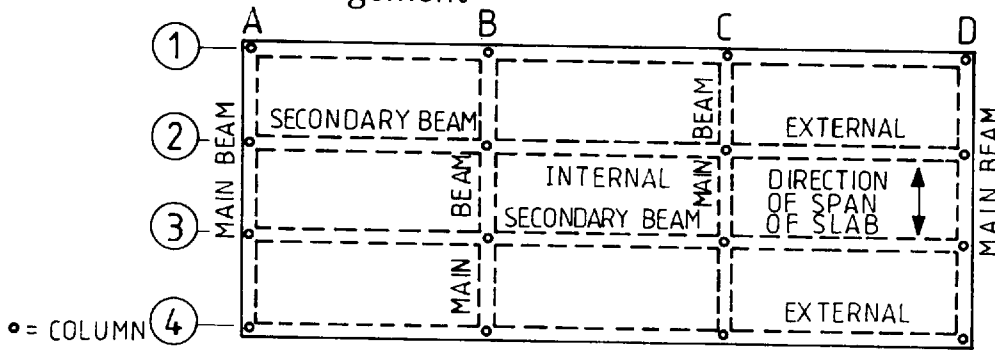 gement
A
B
C
D
1
2
3
4
MAIN BEAM
SECONDARY BEAM
MAIN BEAM
INTERNAL
SECONDARY BEAM
MAIN BEAM
EXTERNAL
DIRECTION
OF SPAN
OF SLAB
EXTERNAL
MAIN BEAM
o = COLUMN